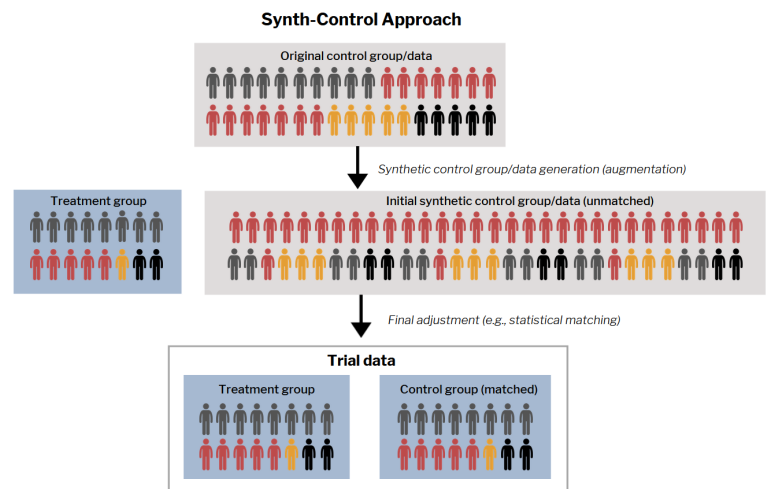 Synth-Control Approach
Original control group/data
Synthetic control group/data generation (augmentation)
Treatment group
Initial synthetic control group/data (unmatched)
Final adjustment (e.g., statistical matching)
Trial data
Treatment group
Control group (matched)